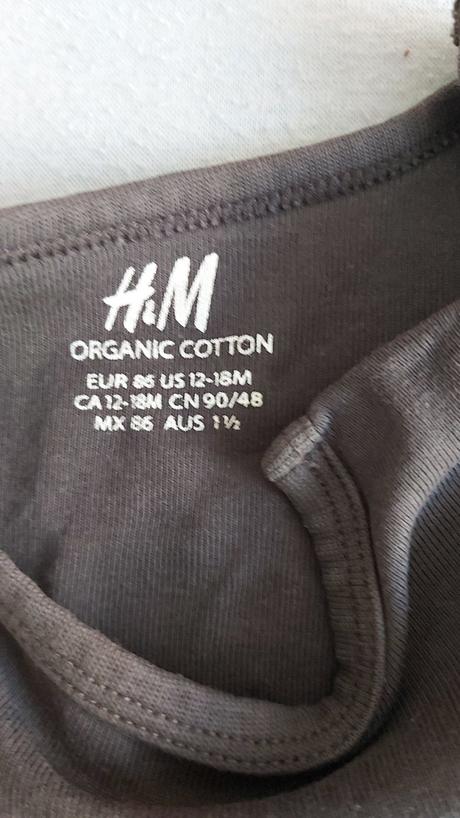 H&M
ORGANIC COTTON
EUR 86 US 12-18M
CA 12-18M CN 90/48
MX 86 AUS 1½